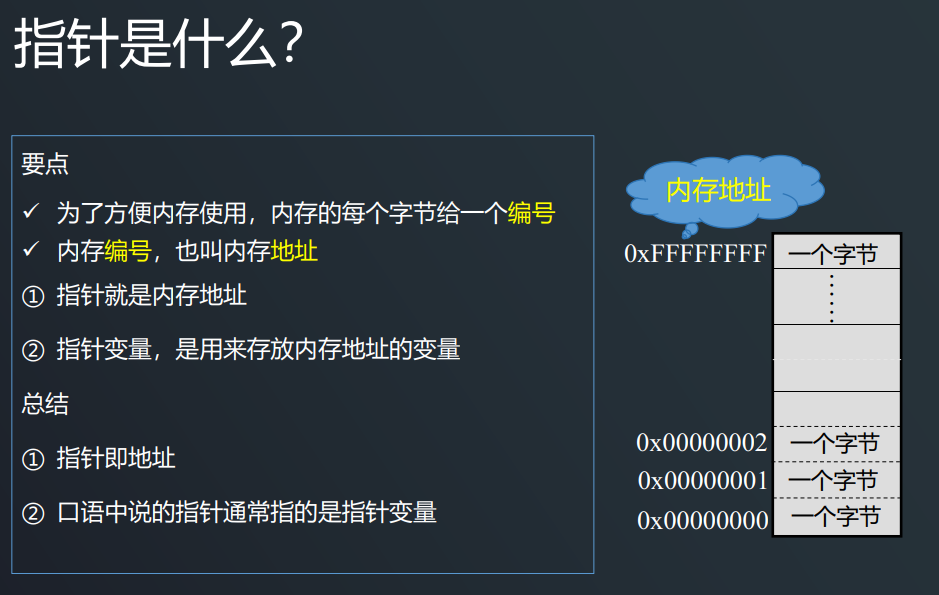 指针是什么?
要点
✓ 为了方便内存使用，内存的每个字节给一个编号
✓ 内存编号，也叫内存地址
① 指针就是内存地址
② 指针变量，是用来存放内存地址的变量
总结
① 指针即地址
② 口语中说的指针通常指的是指针变量
内存地址
0xFFFFFFFF 一个字节
0x00000002 一个字节
0x00000001 一个字节
0x00000000 一个字节